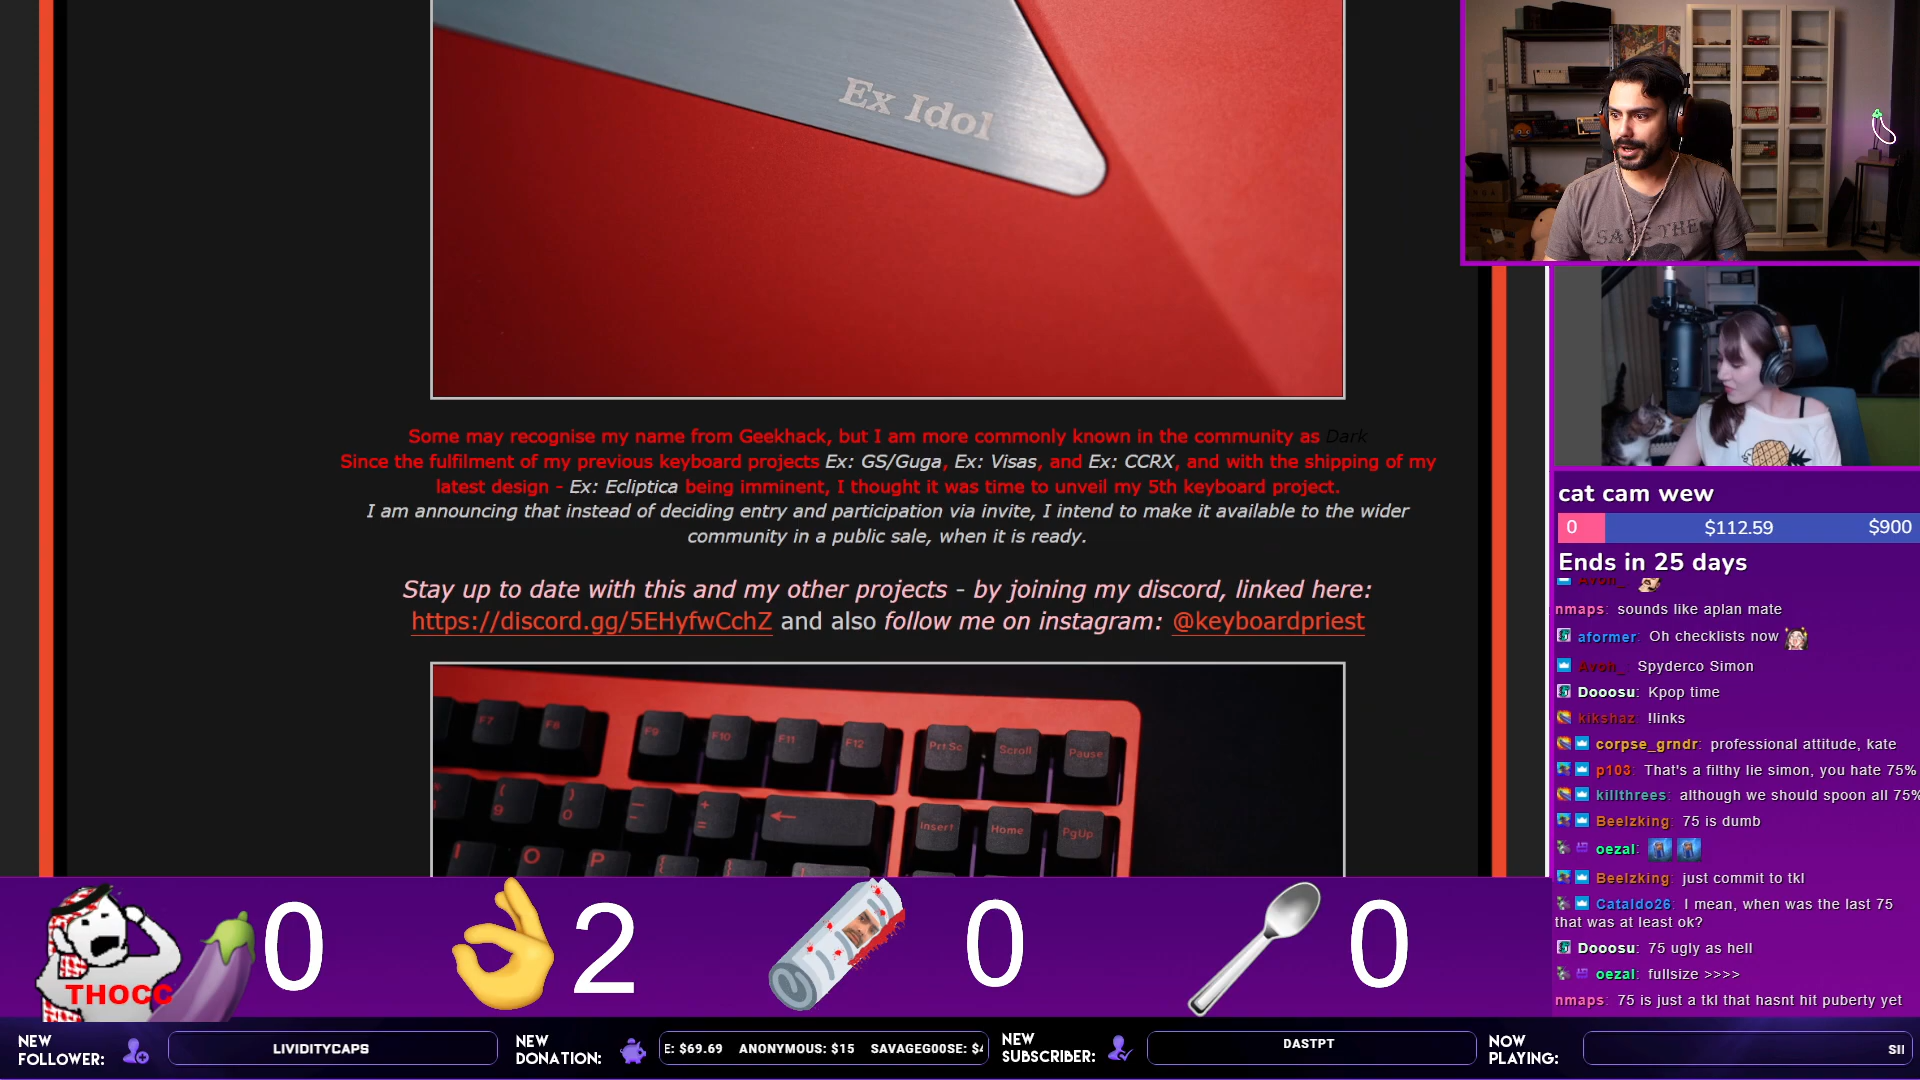 Ex Idol
SAVE THE
Some may recognise my name from Geekhack, but I am more commonly known in the community as Dark
Since the fulfilment of my previous keyboard projects Ex: GS/Guga, Ex: Visas, and Ex: CCRX, and with the shipping of my
latest design - Ex: Ecliptica being imminent, I thought it was time to unveil my 5th keyboard project.
I am announcing that instead of deciding entry and participation via invite, I intend to make it available to the wider
community in a public sale, when it is ready.
Stay up to date with this and my other projects - by joining my discord, linked here:
https://discord.gg/5EHyfwCchZ and also follow me on instagram: @keyboardpriest
F7 F8 F9 F10 F11 F12 PrtSc Scroll Pause
( 9 ) 0 – - + = ← Insert Home PgUp
I O P { [ } ]
cat cam wew
0 $112.59 $900
Ends in 25 days
Avoh_:
nmaps: sounds like aplan mate
aformer: Oh checklists now
Avoh_: Spyderco Simon
Dooosu: Kpop time
kikshaz: !links
corpse_grndr: professional attitude, kate
p103: That's a filthy lie simon, you hate 75%
killthrees: although we should spoon all 75%
Beelzking: 75 is dumb
oezal:
Beelzking: just commit to tkl
Cataldo26: I mean, when was the last 75
that was at least ok?
Dooosu: 75 ugly as hell
oezal: fullsize >>>>
nmaps: 75 is just a tkl that hasnt hit puberty yet
THOCC 0 2 0 0
NEW
FOLLOWER:
LIVIDITYCAPS
NEW
DONATION:
E: $69.69 ANONYMOUS: $15 SAVAGEG00SE: $
NEW
SUBSCRIBER:
DASTPT
NOW
PLAYING: